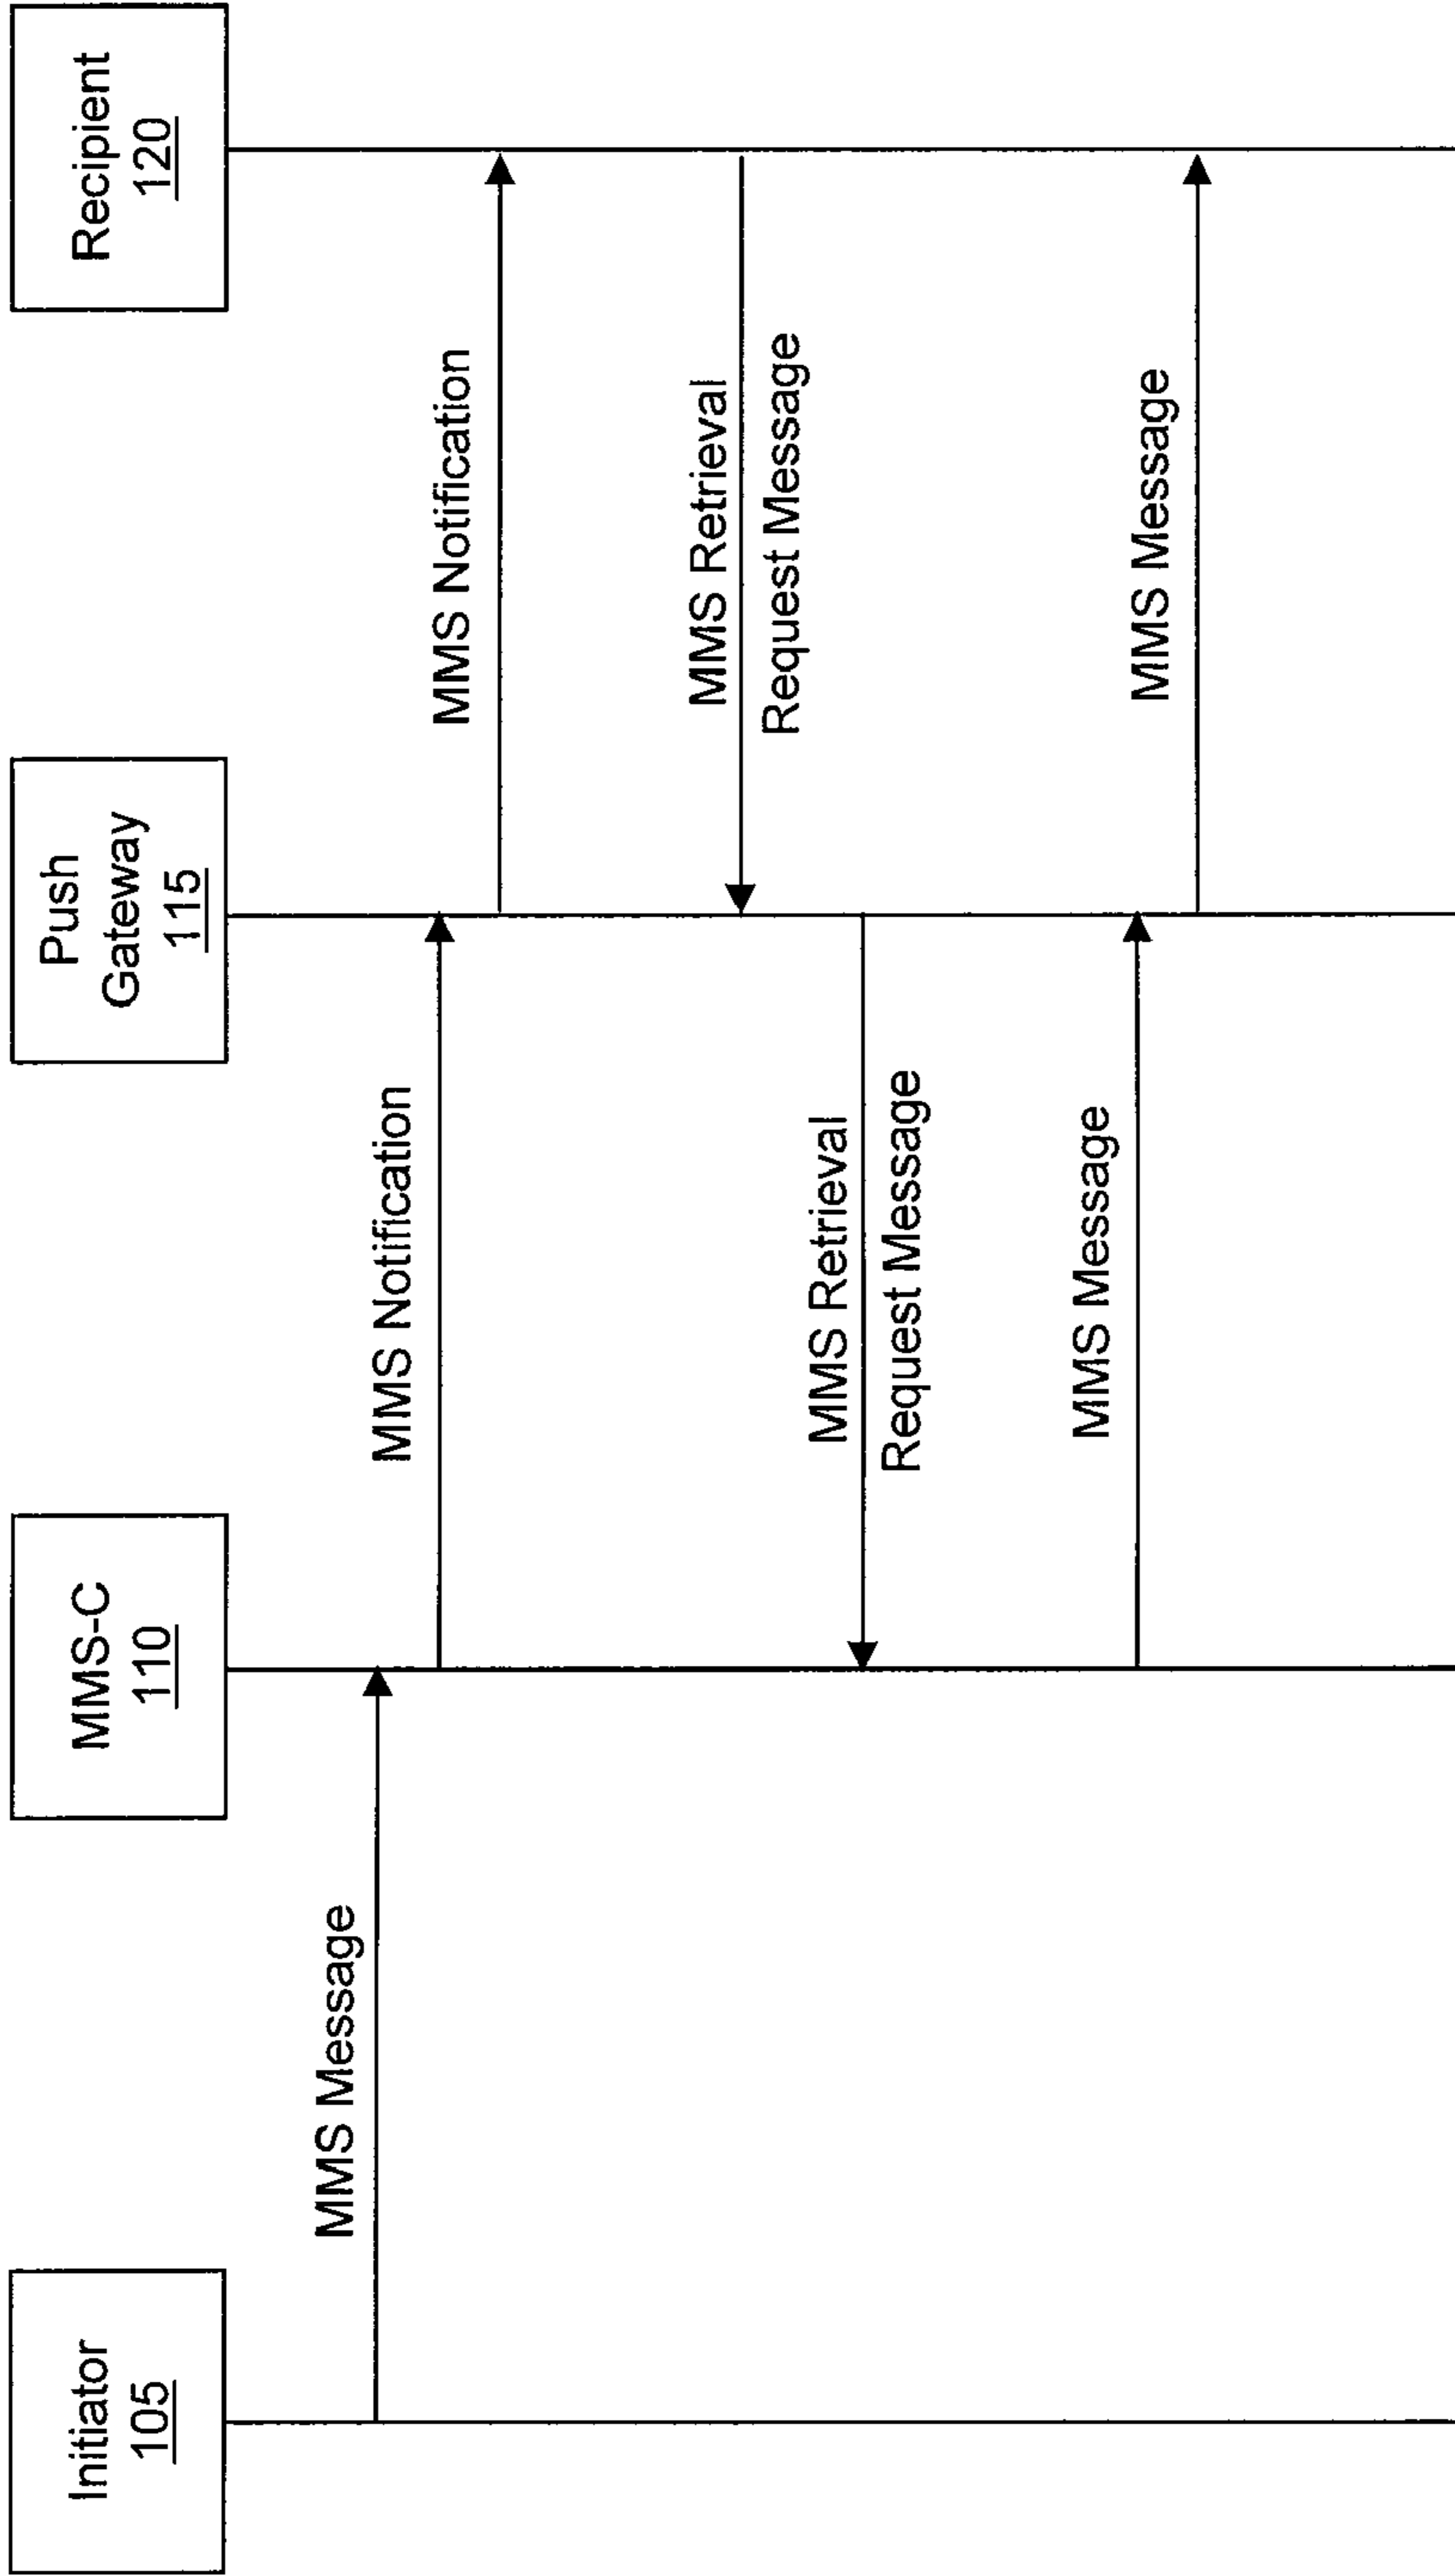 Initiator
105
MMS-C
110
Push
Gateway
115
Recipient
120
MMS Message
MMS Notification
MMS Notification
MMS Retrieval
Request Message
MMS Retrieval
Request Message
MMS Message
MMS Message